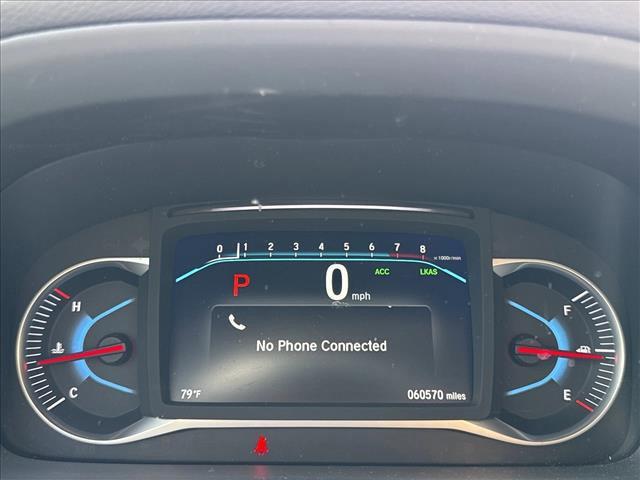 0 1 2 3 4 5 6 7 8
x 1000r/min
P 0 mph ACC LKAS
H
C
No Phone Connected
F
E
79°F
060570 miles